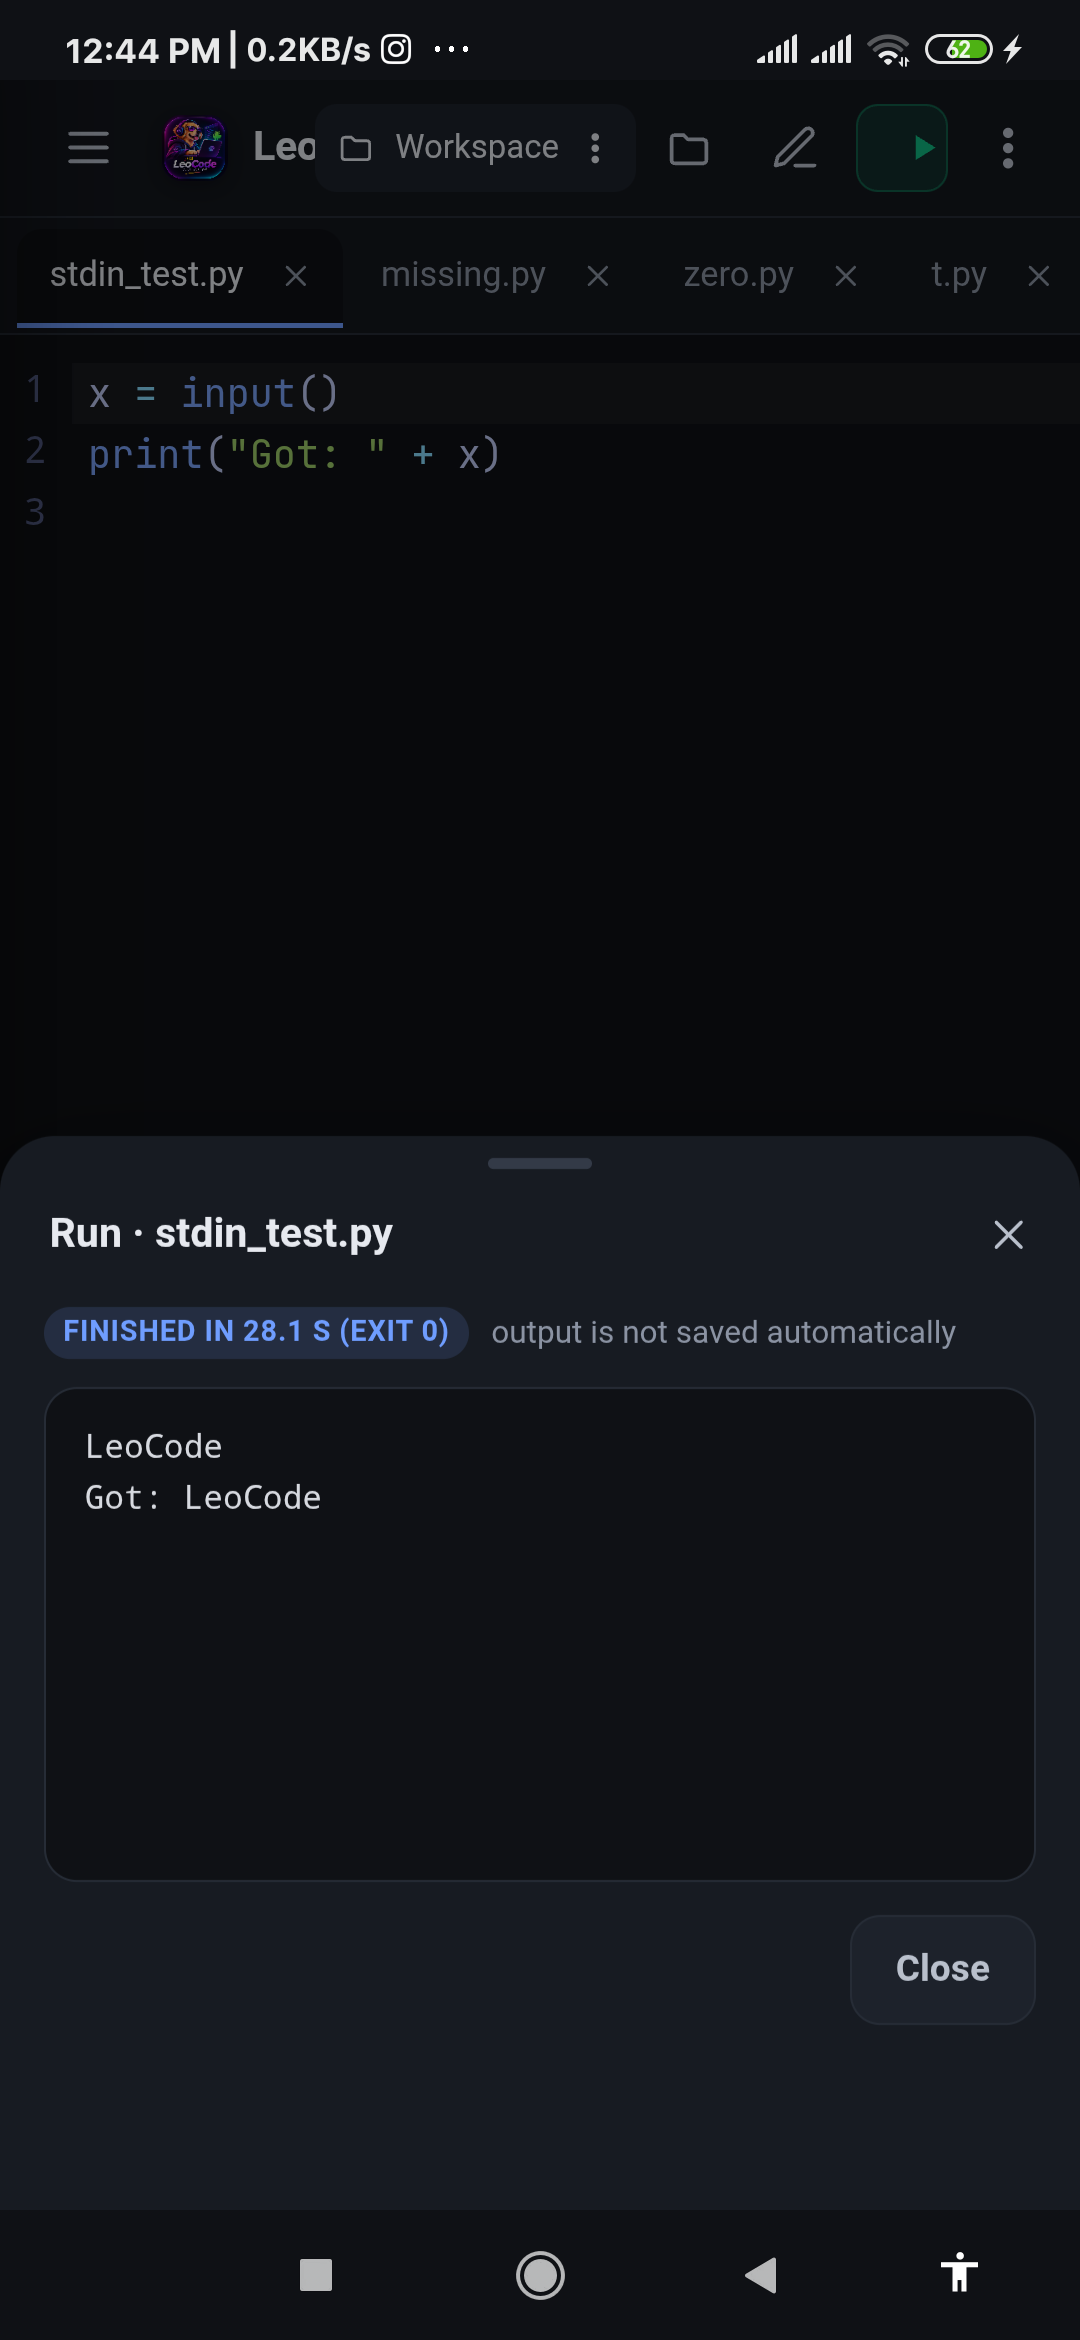 12:44 PM | 0.2KB/s ...
62
LeoCode
Leo
Workspace
stdin_test.py
missing.py
zero.py
t.py
1 x = input()
2 print("Got: " + x)
3
Run · stdin_test.py
FINISHED IN 28.1 S (EXIT 0) output is not saved automatically
LeoCode
Got: LeoCode
Close